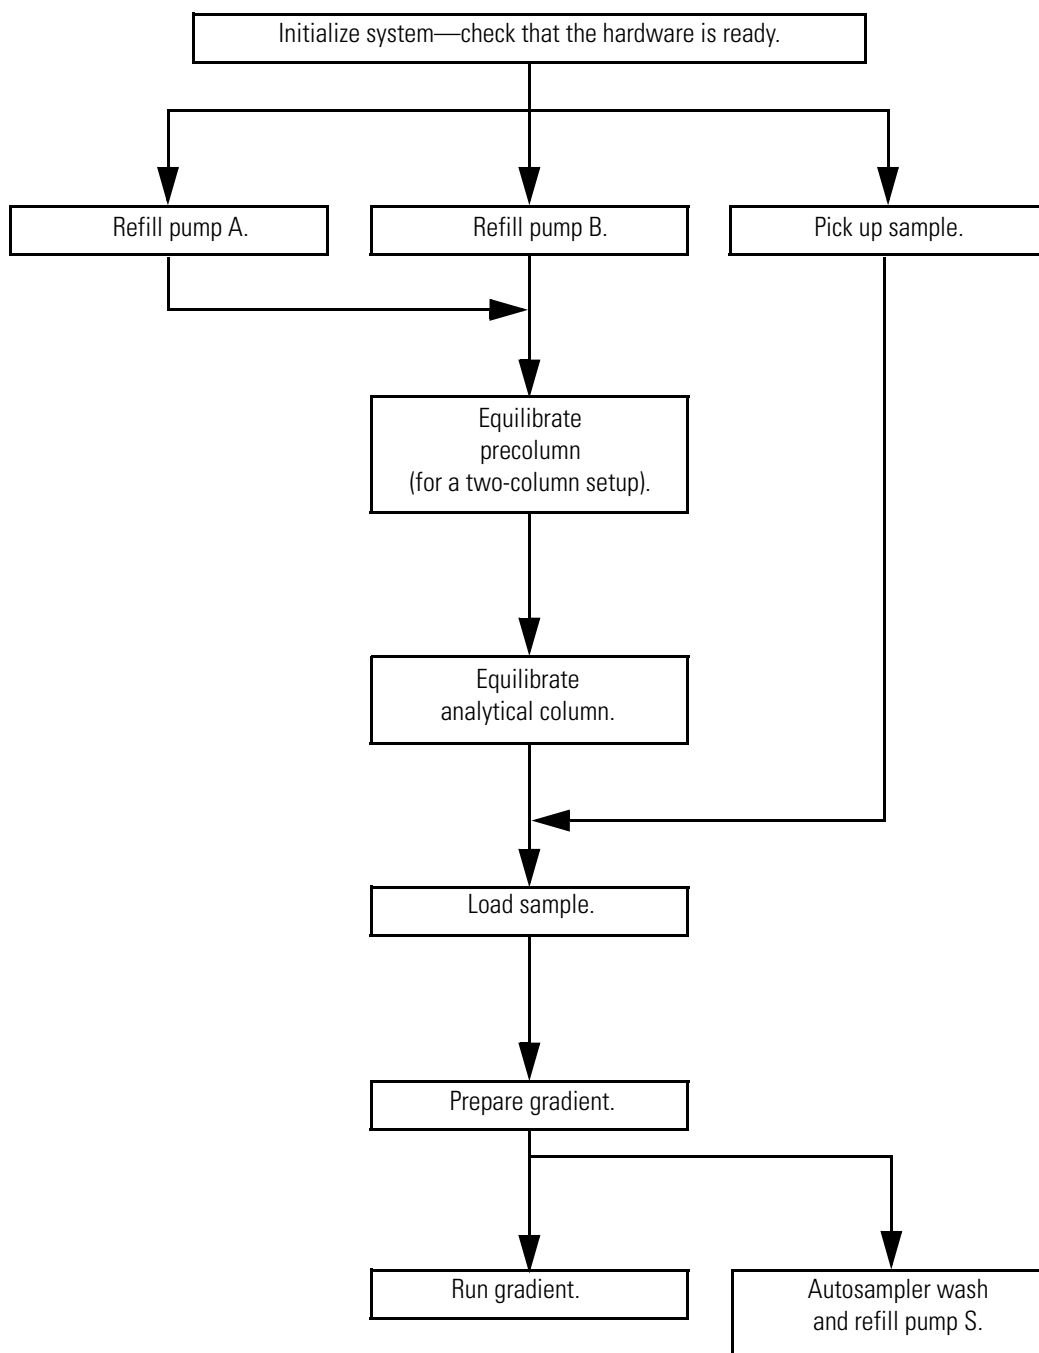 Initialize system—check that the hardware is ready.
Refill pump A.
Refill pump B.
Pick up sample.
Equilibrate
precolumn
(for a two-column setup).
Equilibrate
analytical column.
Load sample.
Prepare gradient.
Run gradient.
Autosampler wash
and refill pump S.